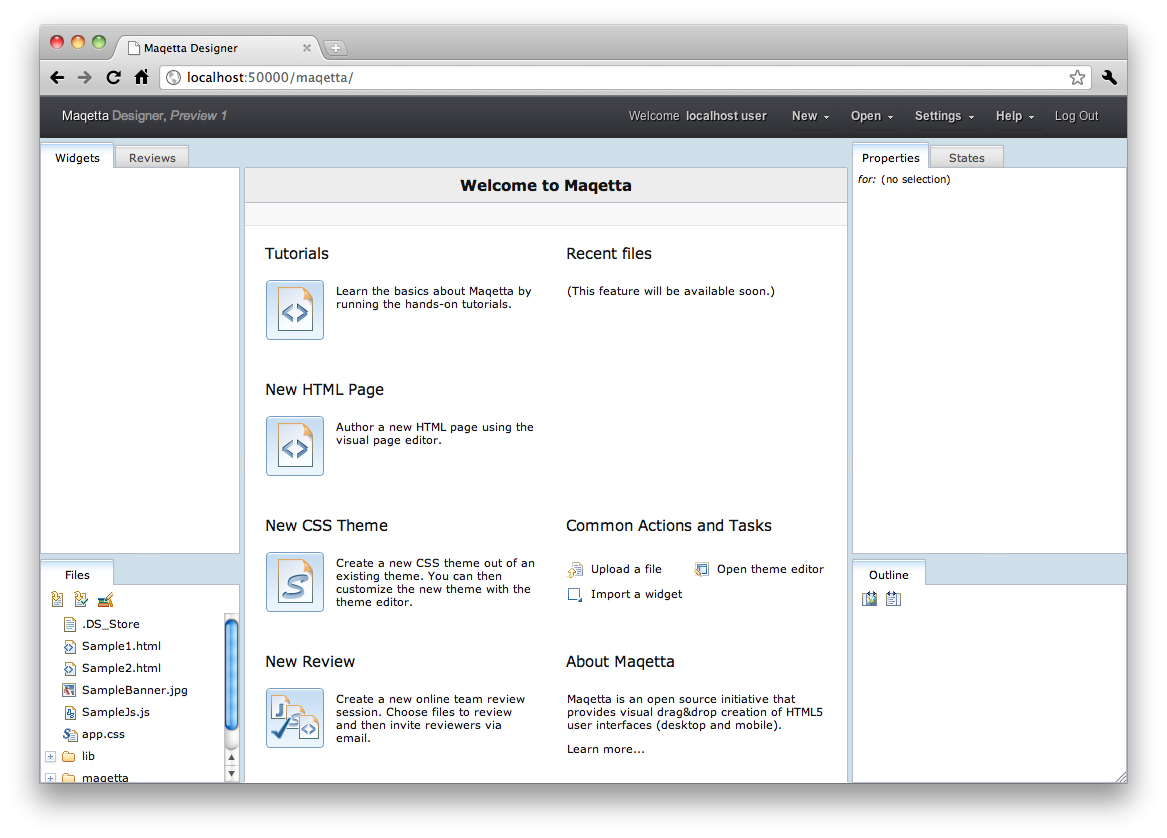 Maqetta Designer
localhost:50000/maqetta/
Maqetta Designer, Preview 1
Welcome localhost user
New
Open
Settings
Help
Log Out
Widgets
Reviews
Files
.DS_Store
Sample1.html
Sample2.html
SampleBanner.jpg
SampleJs.js
app.css
lib
maqetta
Welcome to Maqetta
Tutorials
Learn the basics about Maqetta by
running the hands-on tutorials.
Recent files
(This feature will be available soon.)
New HTML Page
Author a new HTML page using the
visual page editor.
New CSS Theme
Create a new CSS theme out of an
existing theme. You can then
customize the new theme with the
theme editor.
Common Actions and Tasks
Upload a file
Open theme editor
Import a widget
New Review
Create a new online team review
session. Choose files to review
and then invite reviewers via
email.
About Maqetta
Maqetta is an open source initiative that
provides visual drag&drop creation of HTML5
user interfaces (desktop and mobile).
Learn more...
Properties
States
for: (no selection)
Outline